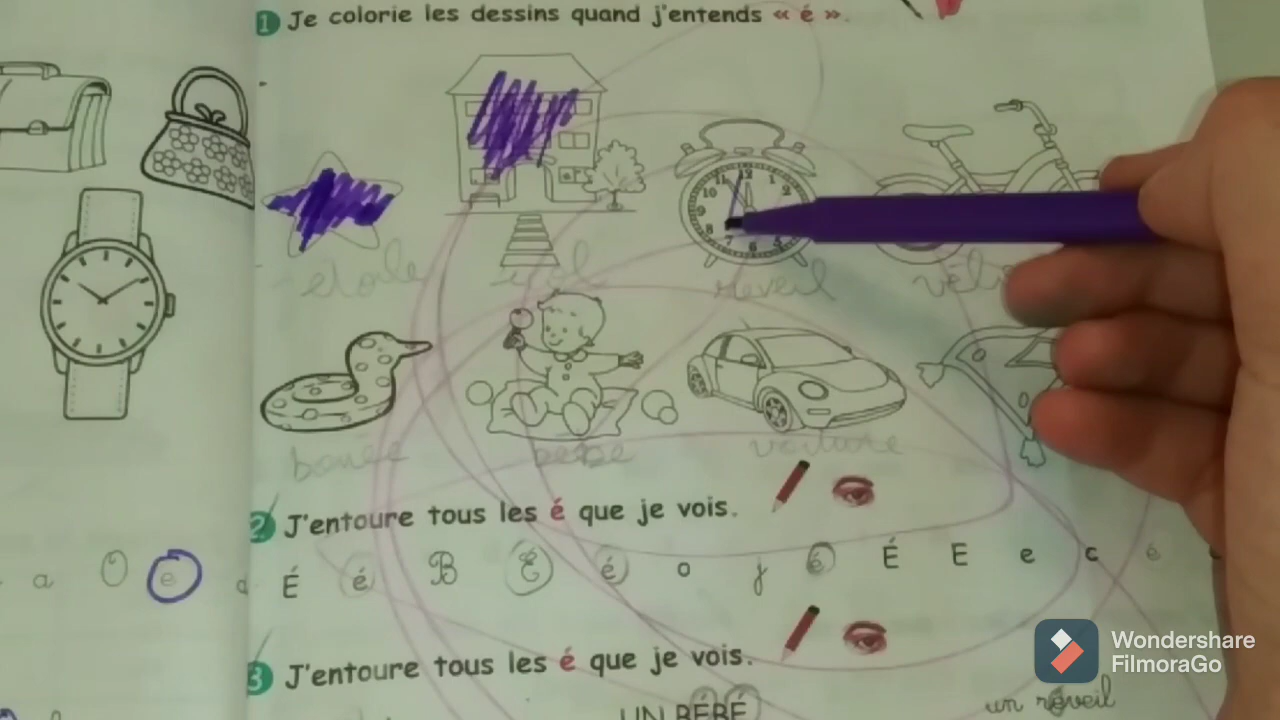 1 Je colorie les dessins quand j'entends « é ».
étoile
réveil
vélo
bouée bébé voiture
2 J'entoure tous les é que je vois.
a O e a
É é B É é o j é É E e c é
3 J'entoure tous les é que je vois.
UN BÉBÉ
un réveil
Wondershare
FilmoraGo